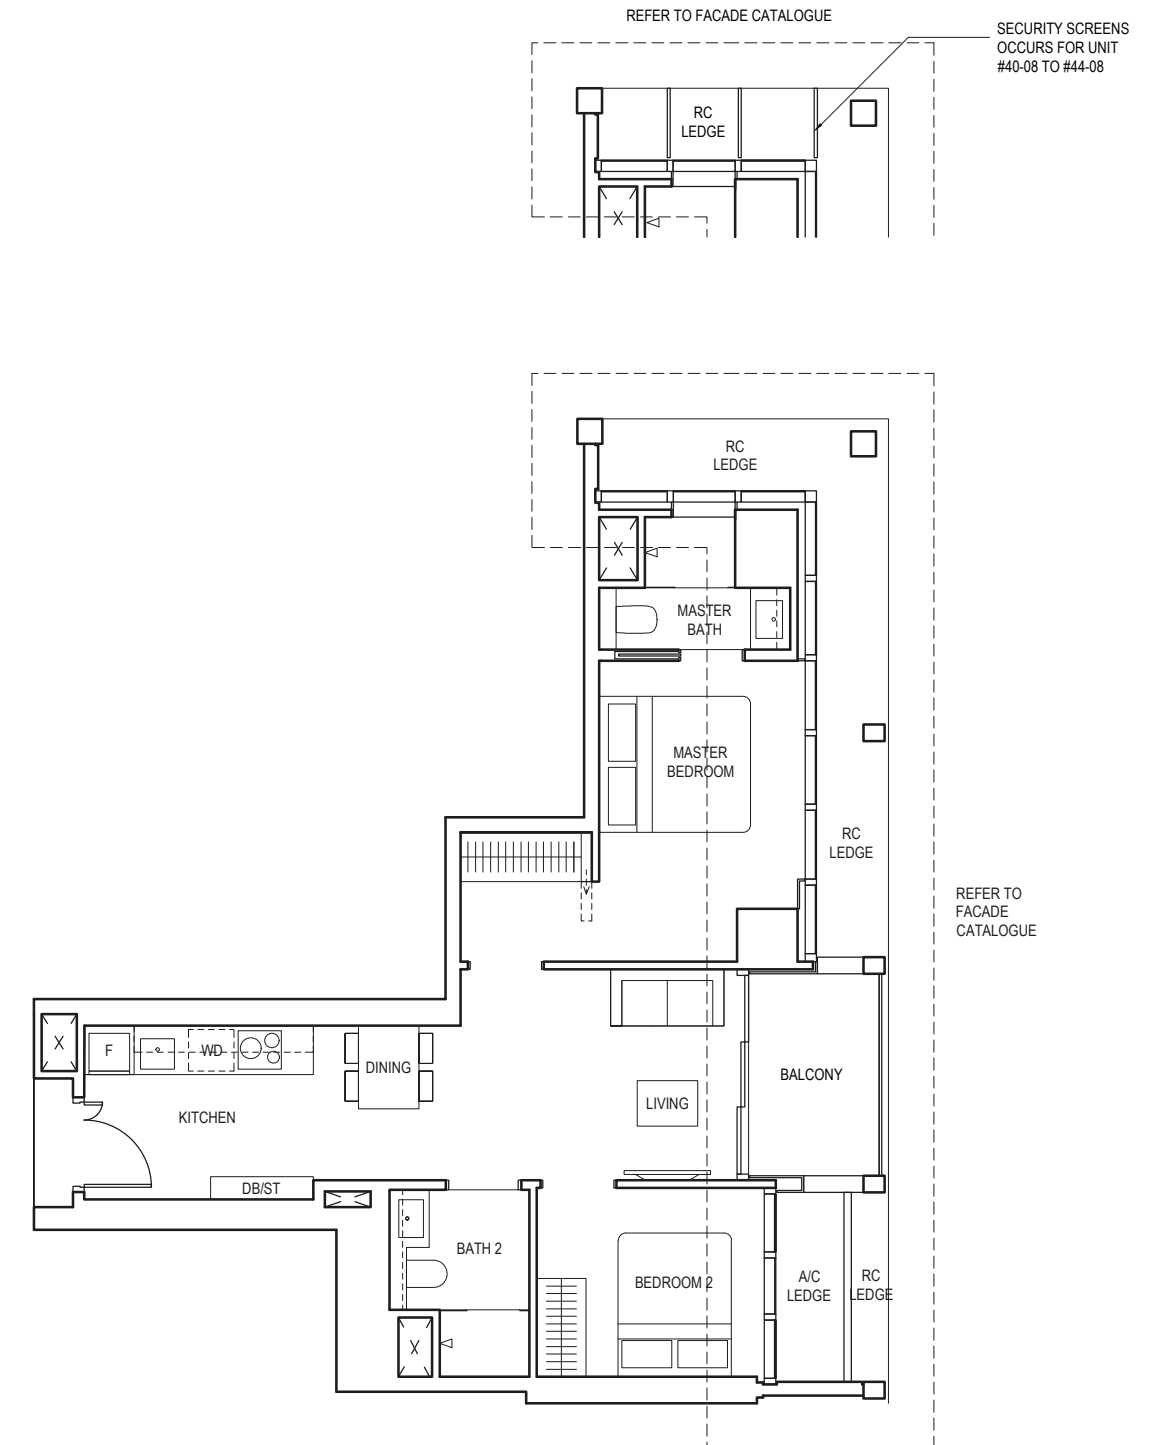 REFER TO FACADE CATALOGUE
SECURITY SCREENS
OCCURS FOR UNIT
#40-08 TO #44-08
RC
LEDGE
X
RC
LEDGE
X
MASTER
BATH
MASTER
BEDROOM
RC
LEDGE
REFER TO
FACADE
CATALOGUE
X
F
WD
DINING
BALCONY
LIVING
KITCHEN
DB/ST
BATH 2
BEDROOM 2
A/C
LEDGE
RC
LEDGE
X